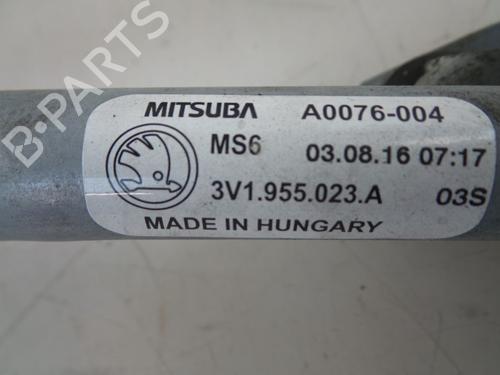 MITSUBA A0076-004
MS6 03.08.16 07:17
3V1.955.023.A 03S
MADE IN HUNGARY
B-PARTS